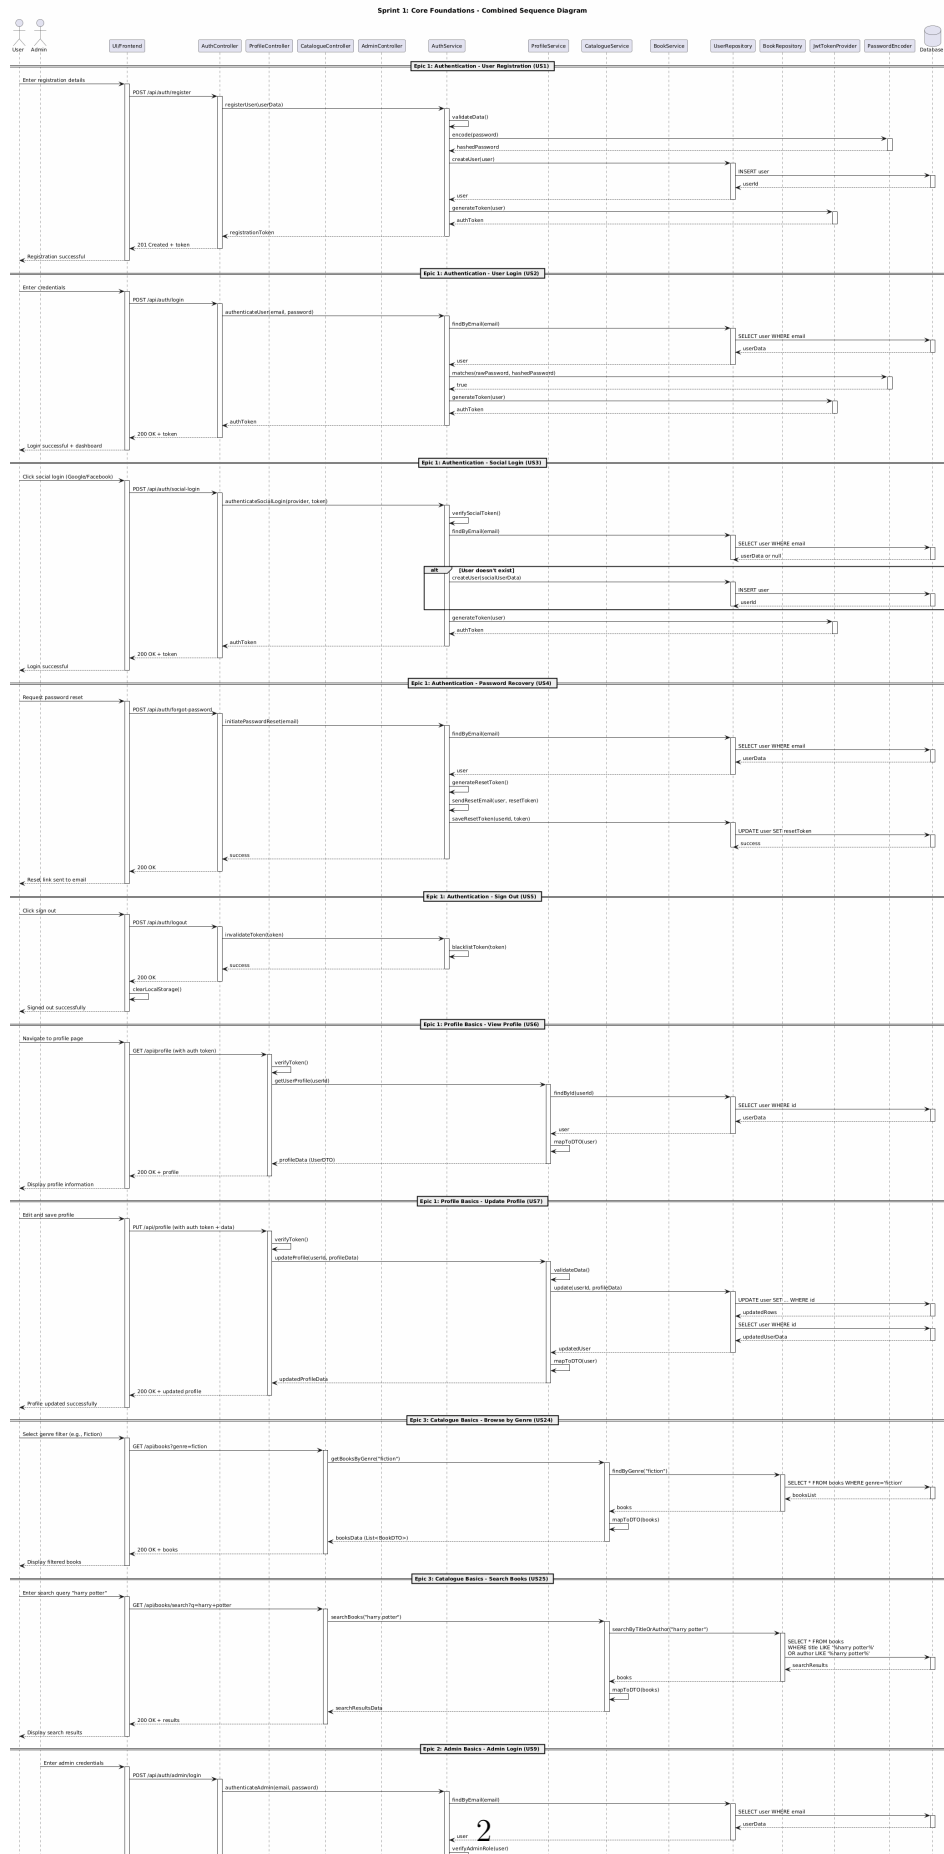 Sprint 1: Core Foundations - Combined Sequence Diagram
User
Admin
UI/Frontend
AuthController
ProfileController
CatalogueController
AdminController
AuthService
ProfileService
CatalogueService
BookService
UserRepository
BookRepository
JwtTokenProvider
PasswordEncoder
Database
Epic 1: Authentication - User Registration (US1)
Enter registration details
POST /api/auth/register
registerUser(userData)
validateData()
encode(password)
hashedPassword
createUser(user)
INSERT user
userId
user
generateToken(user)
authToken
registrationToken
201 Created + token
Registration successful
Epic 1: Authentication - User Login (US2)
Enter credentials
POST /api/auth/login
authenticateUser(email, password)
findByEmail(email)
SELECT user WHERE email
userData
user
matches(rawPassword, hashedPassword)
true
generateToken(user)
authToken
authToken
200 OK + token
Login successful + dashboard
Epic 1: Authentication - Social Login (US3)
Click social login (Google/Facebook)
POST /api/auth/social-login
authenticateSocialLogin(provider, token)
verifySocialToken()
findByEmail(email)
SELECT user WHERE email
userData or null
alt [User doesn't exist]
createUser(socialUserData)
INSERT user
userId
generateToken(user)
authToken
authToken
200 OK + token
Login successful
Epic 1: Authentication - Password Recovery (US4)
Request password reset
POST /api/auth/forgot-password
initiatePasswordReset(email)
findByEmail(email)
SELECT user WHERE email
userData
user
generateResetToken()
sendResetEmail(user, resetToken)
saveResetToken(userId, token)
UPDATE user SET resetToken
success
success
200 OK
Reset link sent to email
Epic 1: Authentication - Sign Out (US5)
Click sign out
POST /api/auth/logout
invalidateToken(token)
blacklistToken(token)
success
200 OK
clearLocalStorage()
Signed out successfully
Epic 1: Profile Basics - View Profile (US6)
Navigate to profile page
GET /api/profile (with auth token)
verifyToken()
getUserProfile(userId)
findById(userId)
SELECT user WHERE id
userData
user
mapToDTO(user)
profileData (UserDTO)
200 OK + profile
Display profile information
Epic 1: Profile Basics - Update Profile (US7)
Edit and save profile
PUT /api/profile (with auth token + data)
verifyToken()
updateProfile(userId, profileData)
validateData()
update(userId, profileData)
UPDATE user SET ... WHERE id
updatedRows
SELECT user WHERE id
updatedUserData
updatedUser
mapToDTO(user)
updatedProfileData
200 OK + updated profile
Profile updated successfully
Epic 3: Catalogue Basics - Browse by Genre (US24)
Select genre filter (e.g., Fiction)
GET /api/books?genre=fiction
getBooksByGenre("fiction")
findByGenre("fiction")
SELECT * FROM books WHERE genre='fiction'
booksList
books
mapToDTO(books)
booksData (List<BookDTO>)
200 OK + books
Display filtered books
Epic 3: Catalogue Basics - Search Books (US25)
Enter search query "harry potter"
GET /api/books/search?q=harry+potter
searchBooks("harry potter")
searchByTitleOrAuthor("harry potter")
SELECT * FROM books
WHERE title LIKE '%harry potter%'
OR author LIKE '%harry potter%'
searchResults
books
mapToDTO(books)
searchResultsData
200 OK + results
Display search results
Epic 2: Admin Basics - Admin Login (US9)
Enter admin credentials
POST /api/auth/admin/login
authenticateAdmin(email, password)
findByEmail(email)
SELECT user WHERE email
userData
user
verifyAdminRole(user)
2